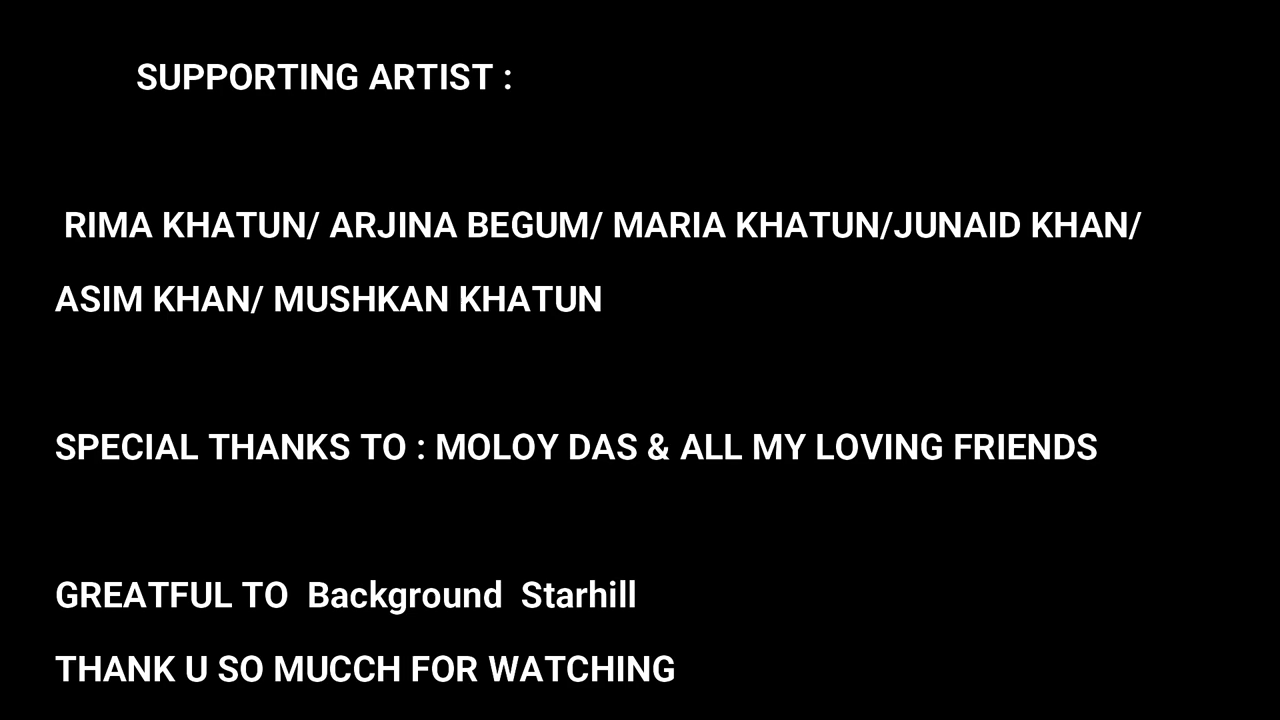 SUPPORTING ARTIST :
RIMA KHATUN/ ARJINA BEGUM/ MARIA KHATUN/JUNAID KHAN/
ASIM KHAN/ MUSHKAN KHATUN
SPECIAL THANKS TO : MOLOY DAS & ALL MY LOVING FRIENDS
GREATFUL TO  Background  Starhill
THANK U SO MUCCH FOR WATCHING